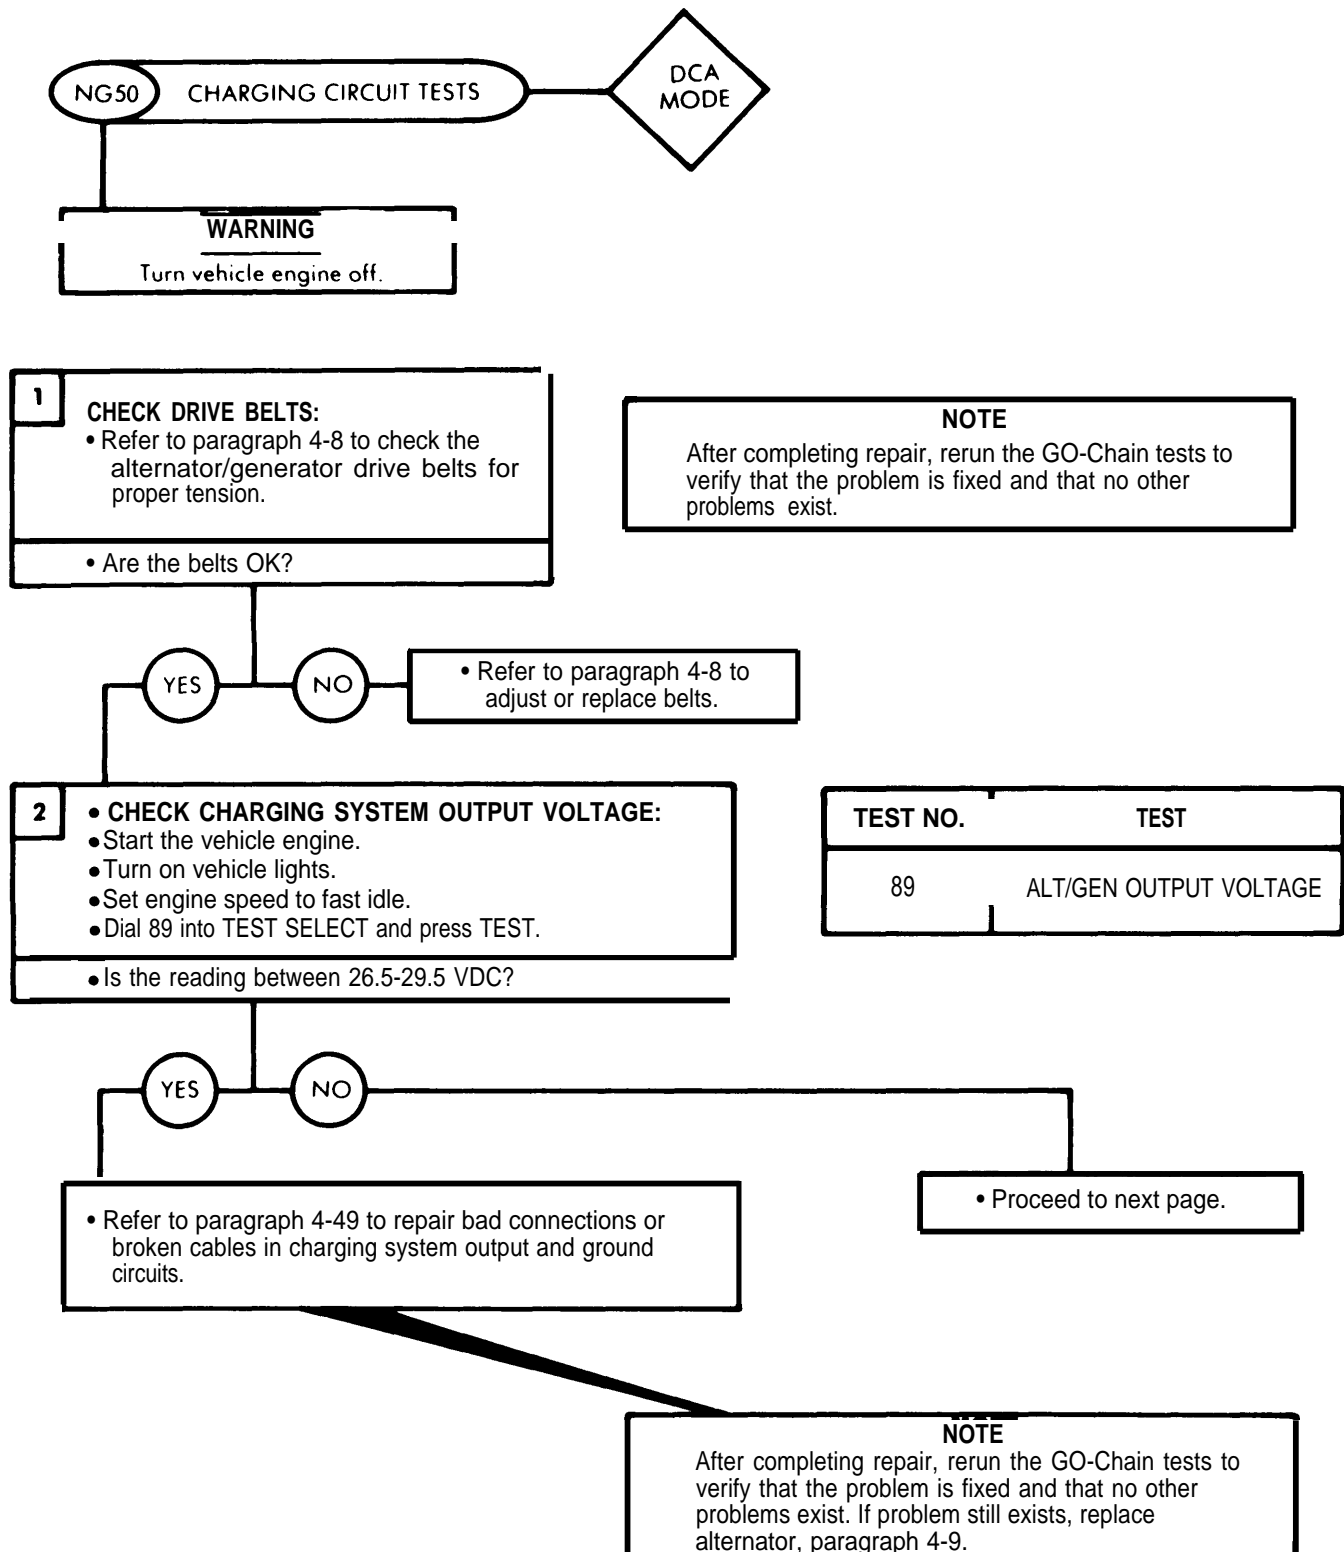 NG50 CHARGING CIRCUIT TESTS
DCA
MODE
WARNING
Turn vehicle engine off.
1
CHECK DRIVE BELTS:
• Refer to paragraph 4-8 to check the
alternator/generator drive belts for
proper tension.
• Are the belts OK?
NOTE
After completing repair, rerun the GO-Chain tests to
verify that the problem is fixed and that no other
problems exist.
YES
NO
• Refer to paragraph 4-8 to
adjust or replace belts.
2
• CHECK CHARGING SYSTEM OUTPUT VOLTAGE:
• Start the vehicle engine.
• Turn on vehicle lights.
• Set engine speed to fast idle.
• Dial 89 into TEST SELECT and press TEST.
• Is the reading between 26.5-29.5 VDC?
TEST NO. TEST
89 ALT/GEN OUTPUT VOLTAGE
YES
NO
• Refer to paragraph 4-49 to repair bad connections or
broken cables in charging system output and ground
circuits.
• Proceed to next page.
NOTE
After completing repair, rerun the GO-Chain tests to
verify that the problem is fixed and that no other
problems exist. If problem still exists, replace
alternator, paragraph 4-9.